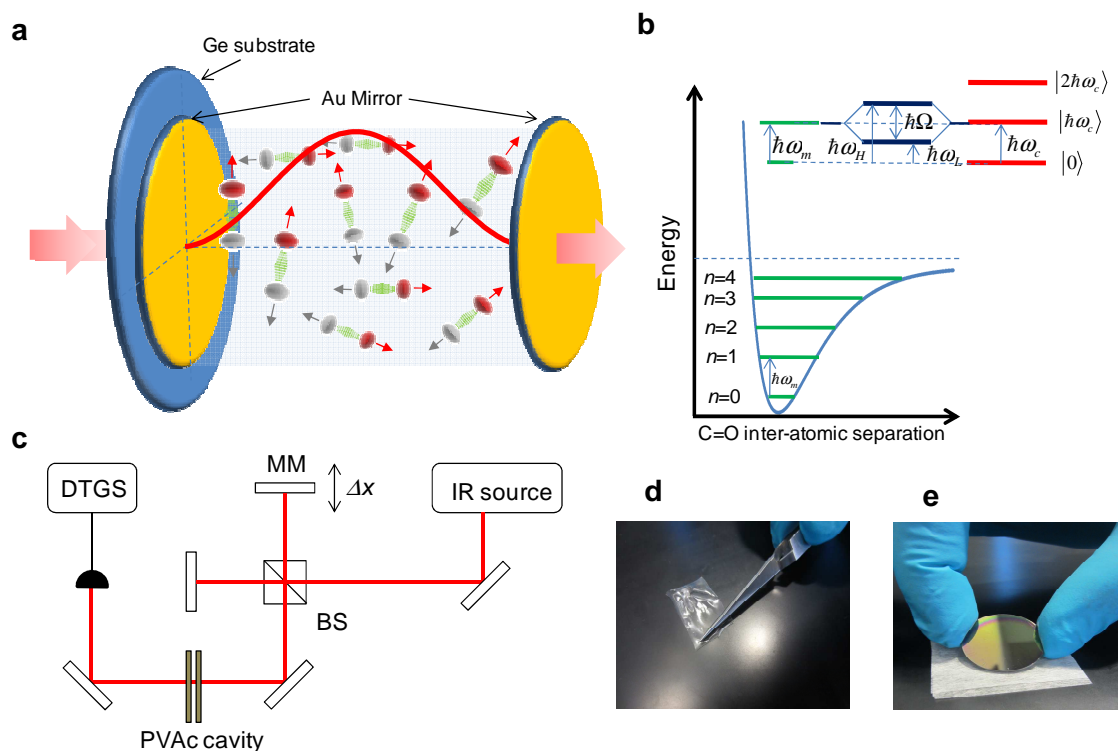 a
Ge substrate
Au Mirror
b
|2ħω_c⟩
ħΩ
|ħω_c⟩
ħω_m
ħω_H
ħω_L
ħω_c
|0⟩
Energy
n=4
n=3
n=2
n=1
ħω_m
n=0
C=O inter-atomic separation
c
MM
DTGS
Δx
IR source
BS
PVAc cavity
d
e